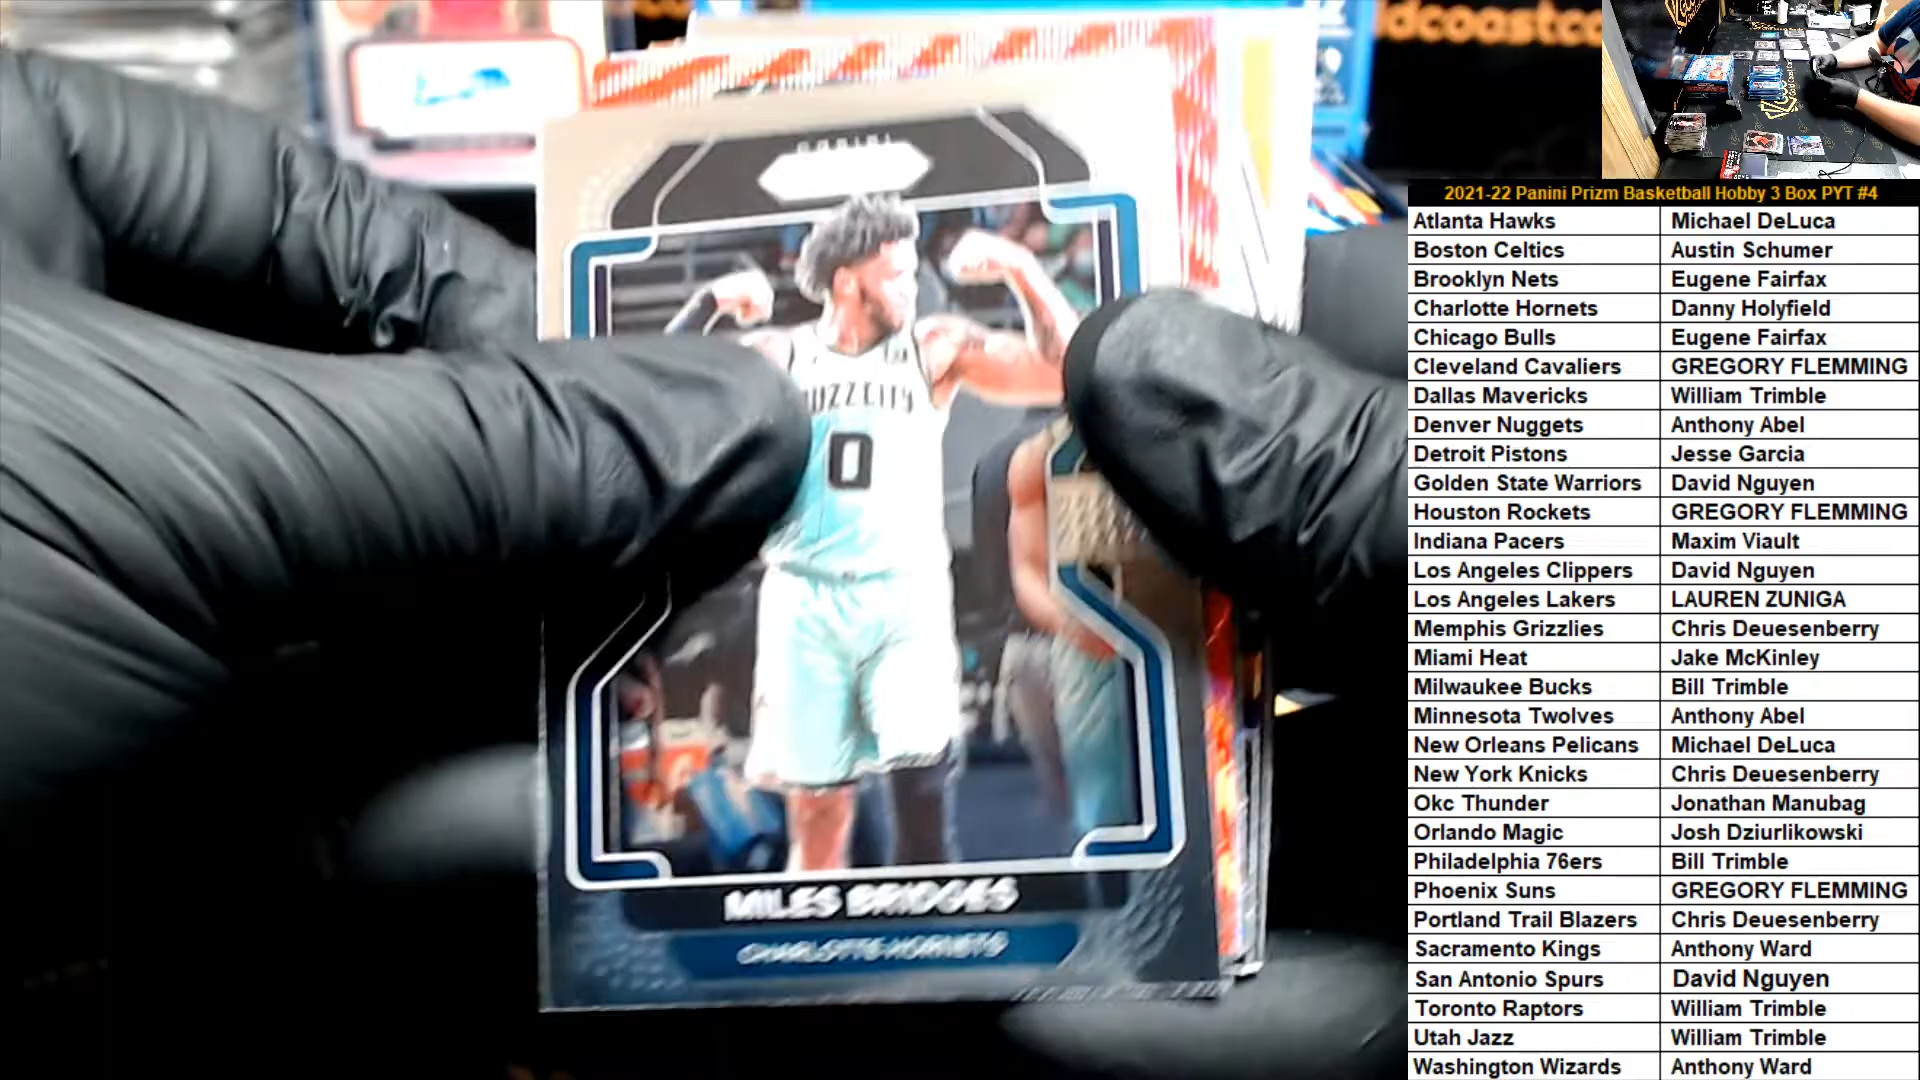 dcoastca
PANINI
BUZZ CITY
0
MILES BRIDGES
CHARLOTTE HORNETS
2021-22 Panini Prizm Basketball Hobby 3 Box PYT #4
Atlanta Hawks Michael DeLuca
Boston Celtics Austin Schumer
Brooklyn Nets Eugene Fairfax
Charlotte Hornets Danny Holyfield
Chicago Bulls Eugene Fairfax
Cleveland Cavaliers GREGORY FLEMMING
Dallas Mavericks William Trimble
Denver Nuggets Anthony Abel
Detroit Pistons Jesse Garcia
Golden State Warriors David Nguyen
Houston Rockets GREGORY FLEMMING
Indiana Pacers Maxim Viault
Los Angeles Clippers David Nguyen
Los Angeles Lakers LAUREN ZUNIGA
Memphis Grizzlies Chris Deuesenberry
Miami Heat Jake McKinley
Milwaukee Bucks Bill Trimble
Minnesota Twolves Anthony Abel
New Orleans Pelicans Michael DeLuca
New York Knicks Chris Deuesenberry
Okc Thunder Jonathan Manubag
Orlando Magic Josh Dziurlikowski
Philadelphia 76ers Bill Trimble
Phoenix Suns GREGORY FLEMMING
Portland Trail Blazers Chris Deuesenberry
Sacramento Kings Anthony Ward
San Antonio Spurs David Nguyen
Toronto Raptors William Trimble
Utah Jazz William Trimble
Washington Wizards Anthony Ward